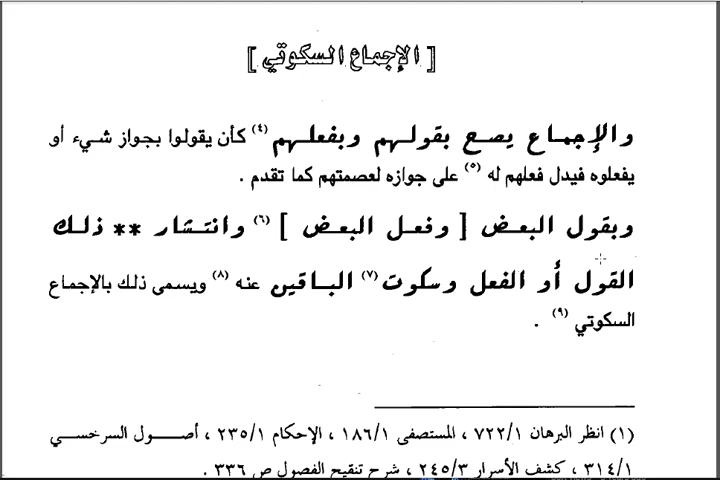 [ الإجماع السكوتي ]
والإجماع يصح بقولهم وبفعلهم (٤) كأن يقولوا بجواز شيء أو
يفعلوه فيدل فعلهم له (٥) على جوازه لعصمتهم كما تقدم .
وبقول البعض [ وفعل البعض ] (٦) وانتشار ** ذلك
القول أو الفعل وسكوت (٧) الباقين عنه (٨) ويسمى ذلك بالإجماع
السكوتي (٩) .
(١) انظر البرهان ٧٢٢/١ ، المستصفى ١٨٦/١ ، الإحكام ٢٣٥/١ ، أصول السرخسي
٣١٤/١ ، كشف الأسرار ٢٤٥/٣ ، شرح تنقيح الفصول ص ٣٣٦ .